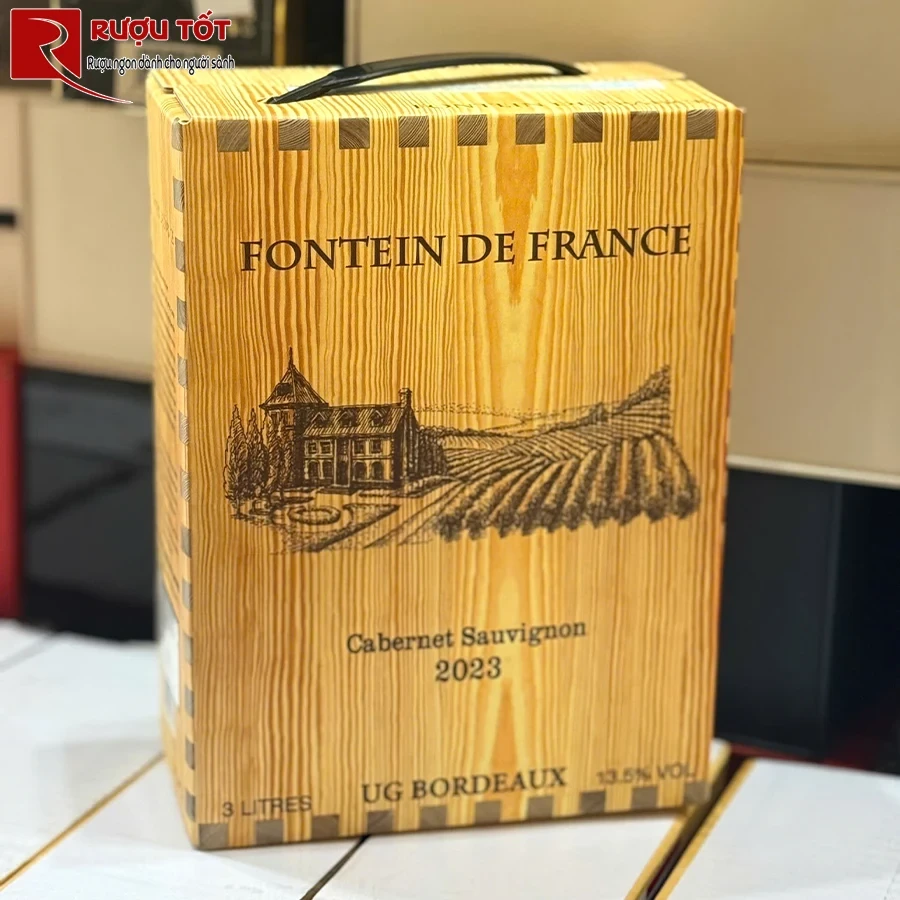 RƯỢU TỐT
Rượu ngon dành cho người sành
FONTEIN DE FRANCE
Cabernet Sauvignon
2023
3 LITRES
UG BORDEAUX
13.5% VOL